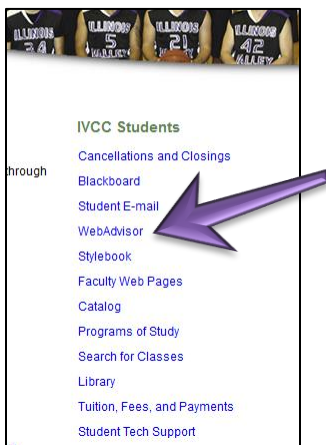 ILLINOIS ILLINOIS ILLINOIS ILLINOIS
24 5 21 42
VALLEY VALLEY VALLEY
IVCC Students
Cancellations and Closings
through
Blackboard
Student E-mail
WebAdvisor
Stylebook
Faculty Web Pages
Catalog
Programs of Study
Search for Classes
Library
Tuition, Fees, and Payments
Student Tech Support